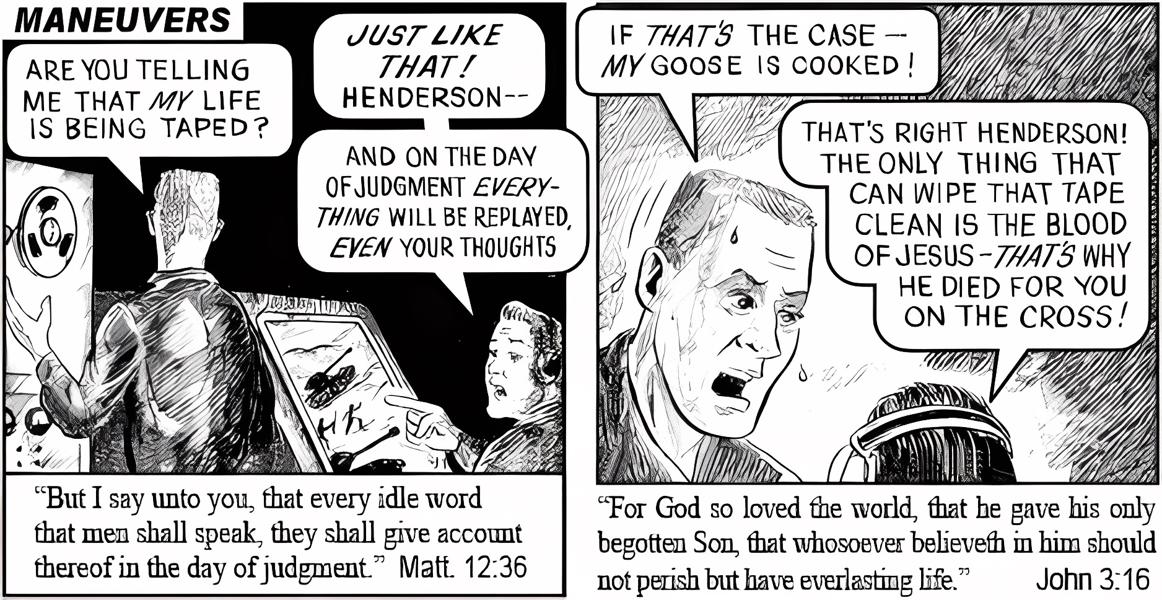 MANEUVERS
ARE YOU TELLING
ME THAT MY LIFE
IS BEING TAPED?
JUST LIKE
THAT!
HENDERSON--
AND ON THE DAY
OF JUDGMENT EVERY-
THING WILL BE REPLAYED,
EVEN YOUR THOUGHTS
"But I say unto you, that every idle word
that men shall speak, they shall give account
thereof in the day of judgment." Matt. 12:36
IF THAT'S THE CASE —
MY GOOSE IS COOKED!
THAT'S RIGHT HENDERSON!
THE ONLY THING THAT
CAN WIPE THAT TAPE
CLEAN IS THE BLOOD
OF JESUS-THAT'S WHY
HE DIED FOR YOU
ON THE CROSS!
"For God so loved the world, that he gave his only
begotten Son, that whosoever believeth in him should
not perish but have everlasting life." John 3:16